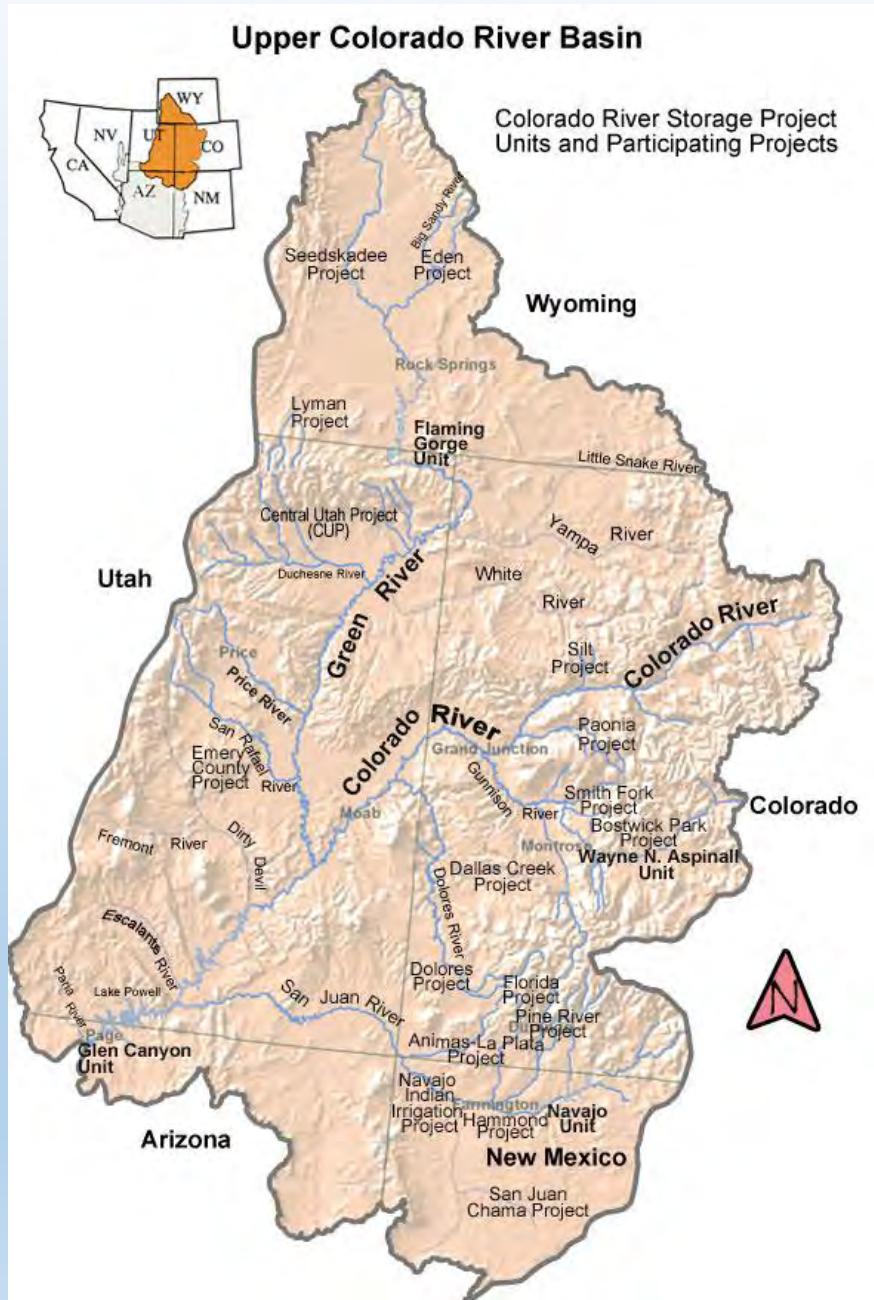 Upper Colorado River Basin
WY
NV
UT
CO
CA
AZ
NM
Colorado River Storage Project
Units and Participating Projects
Big Sandy River
Seedskadee
Project
Eden
Project
Wyoming
Rock Springs
Lyman
Project
Flaming
Gorge
Unit
Little Snake River
Central Utah Project
(CUP)
Yampa River
Utah
Duchesne River
Green River
White
River
Colorado River
Silt
Project
Price
Price River
Colorado River
Paonia
Project
Grand Junction
San Rafael
River
Emery
County
Project
Gunnison
River
Smith Fork
Project
Colorado
Moab
Bostwick Park
Project
Fremont River
Dirty
Devil
Montrose
Wayne N. Aspinall
Unit
Dallas Creek
Project
Dolores River
Escalante River
Paria
River
Lake Powell
San Juan River
Dolores
Project
Florida
Project
N
Pine River
Project
Page
Glen Canyon
Unit
Animas-La Plata
Project
Navajo
Indian
Irrigation
Project
Farmington
Hammond
Project
Navajo
Unit
Arizona
New Mexico
San Juan
Chama Project